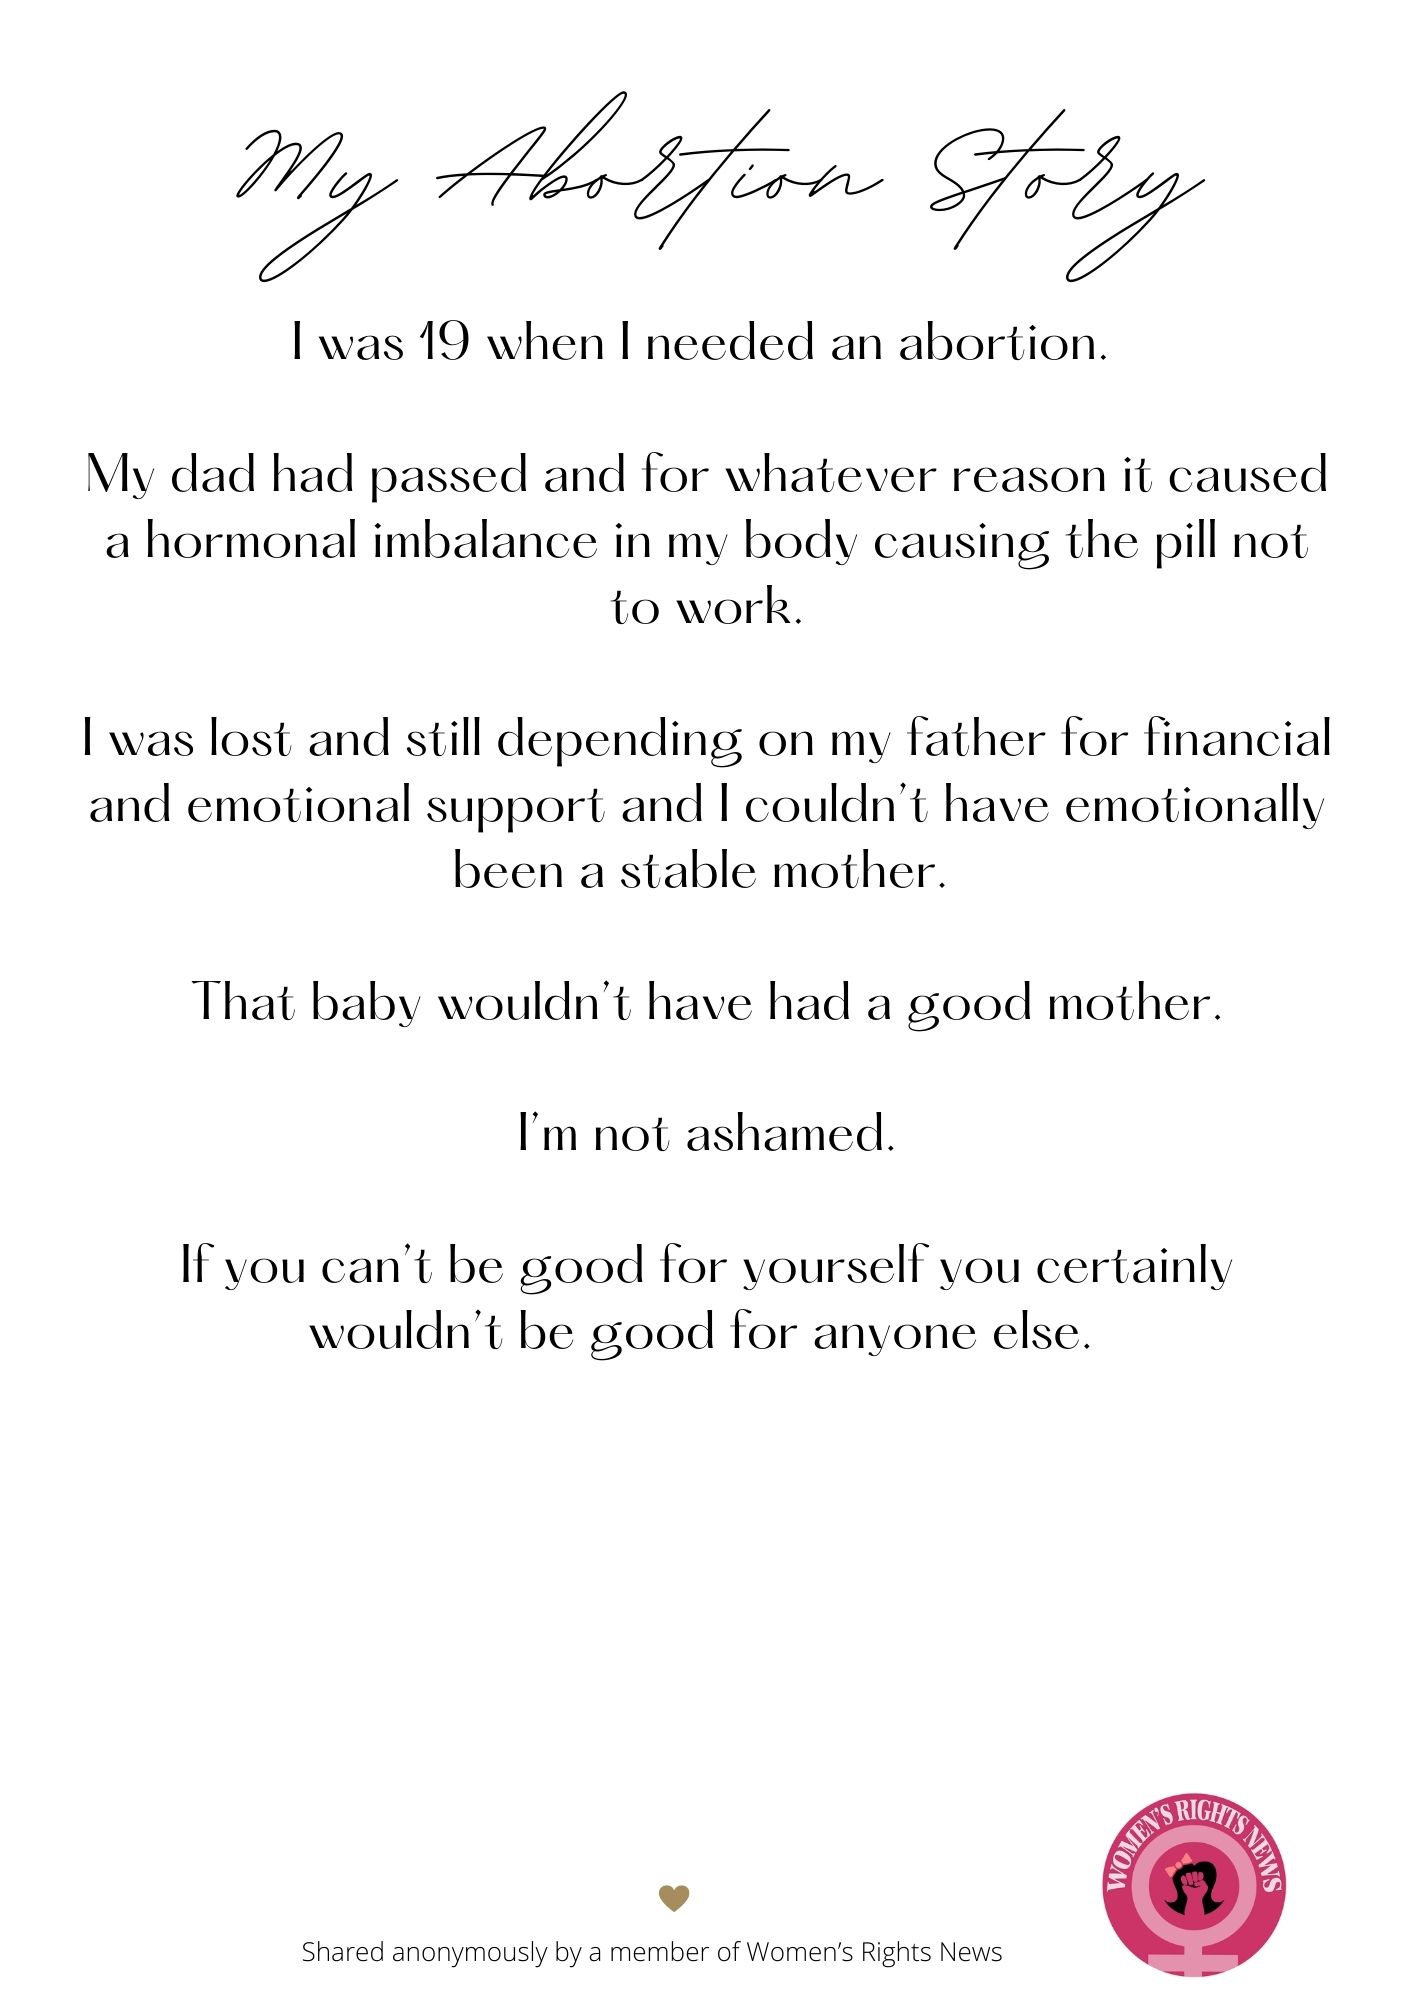 My Abortion Story
I was 19 when I needed an abortion.
My dad had passed and for whatever reason it caused
a hormonal imbalance in my body causing the pill not
to work.
I was lost and still depending on my father for financial
and emotional support and I couldn't have emotionally
been a stable mother.
That baby wouldn't have had a good mother.
I'm not ashamed.
If you can't be good for yourself you certainly
wouldn't be good for anyone else.
WOMEN'S RIGHTS NEWS
Shared anonymously by a member of Women's Rights News